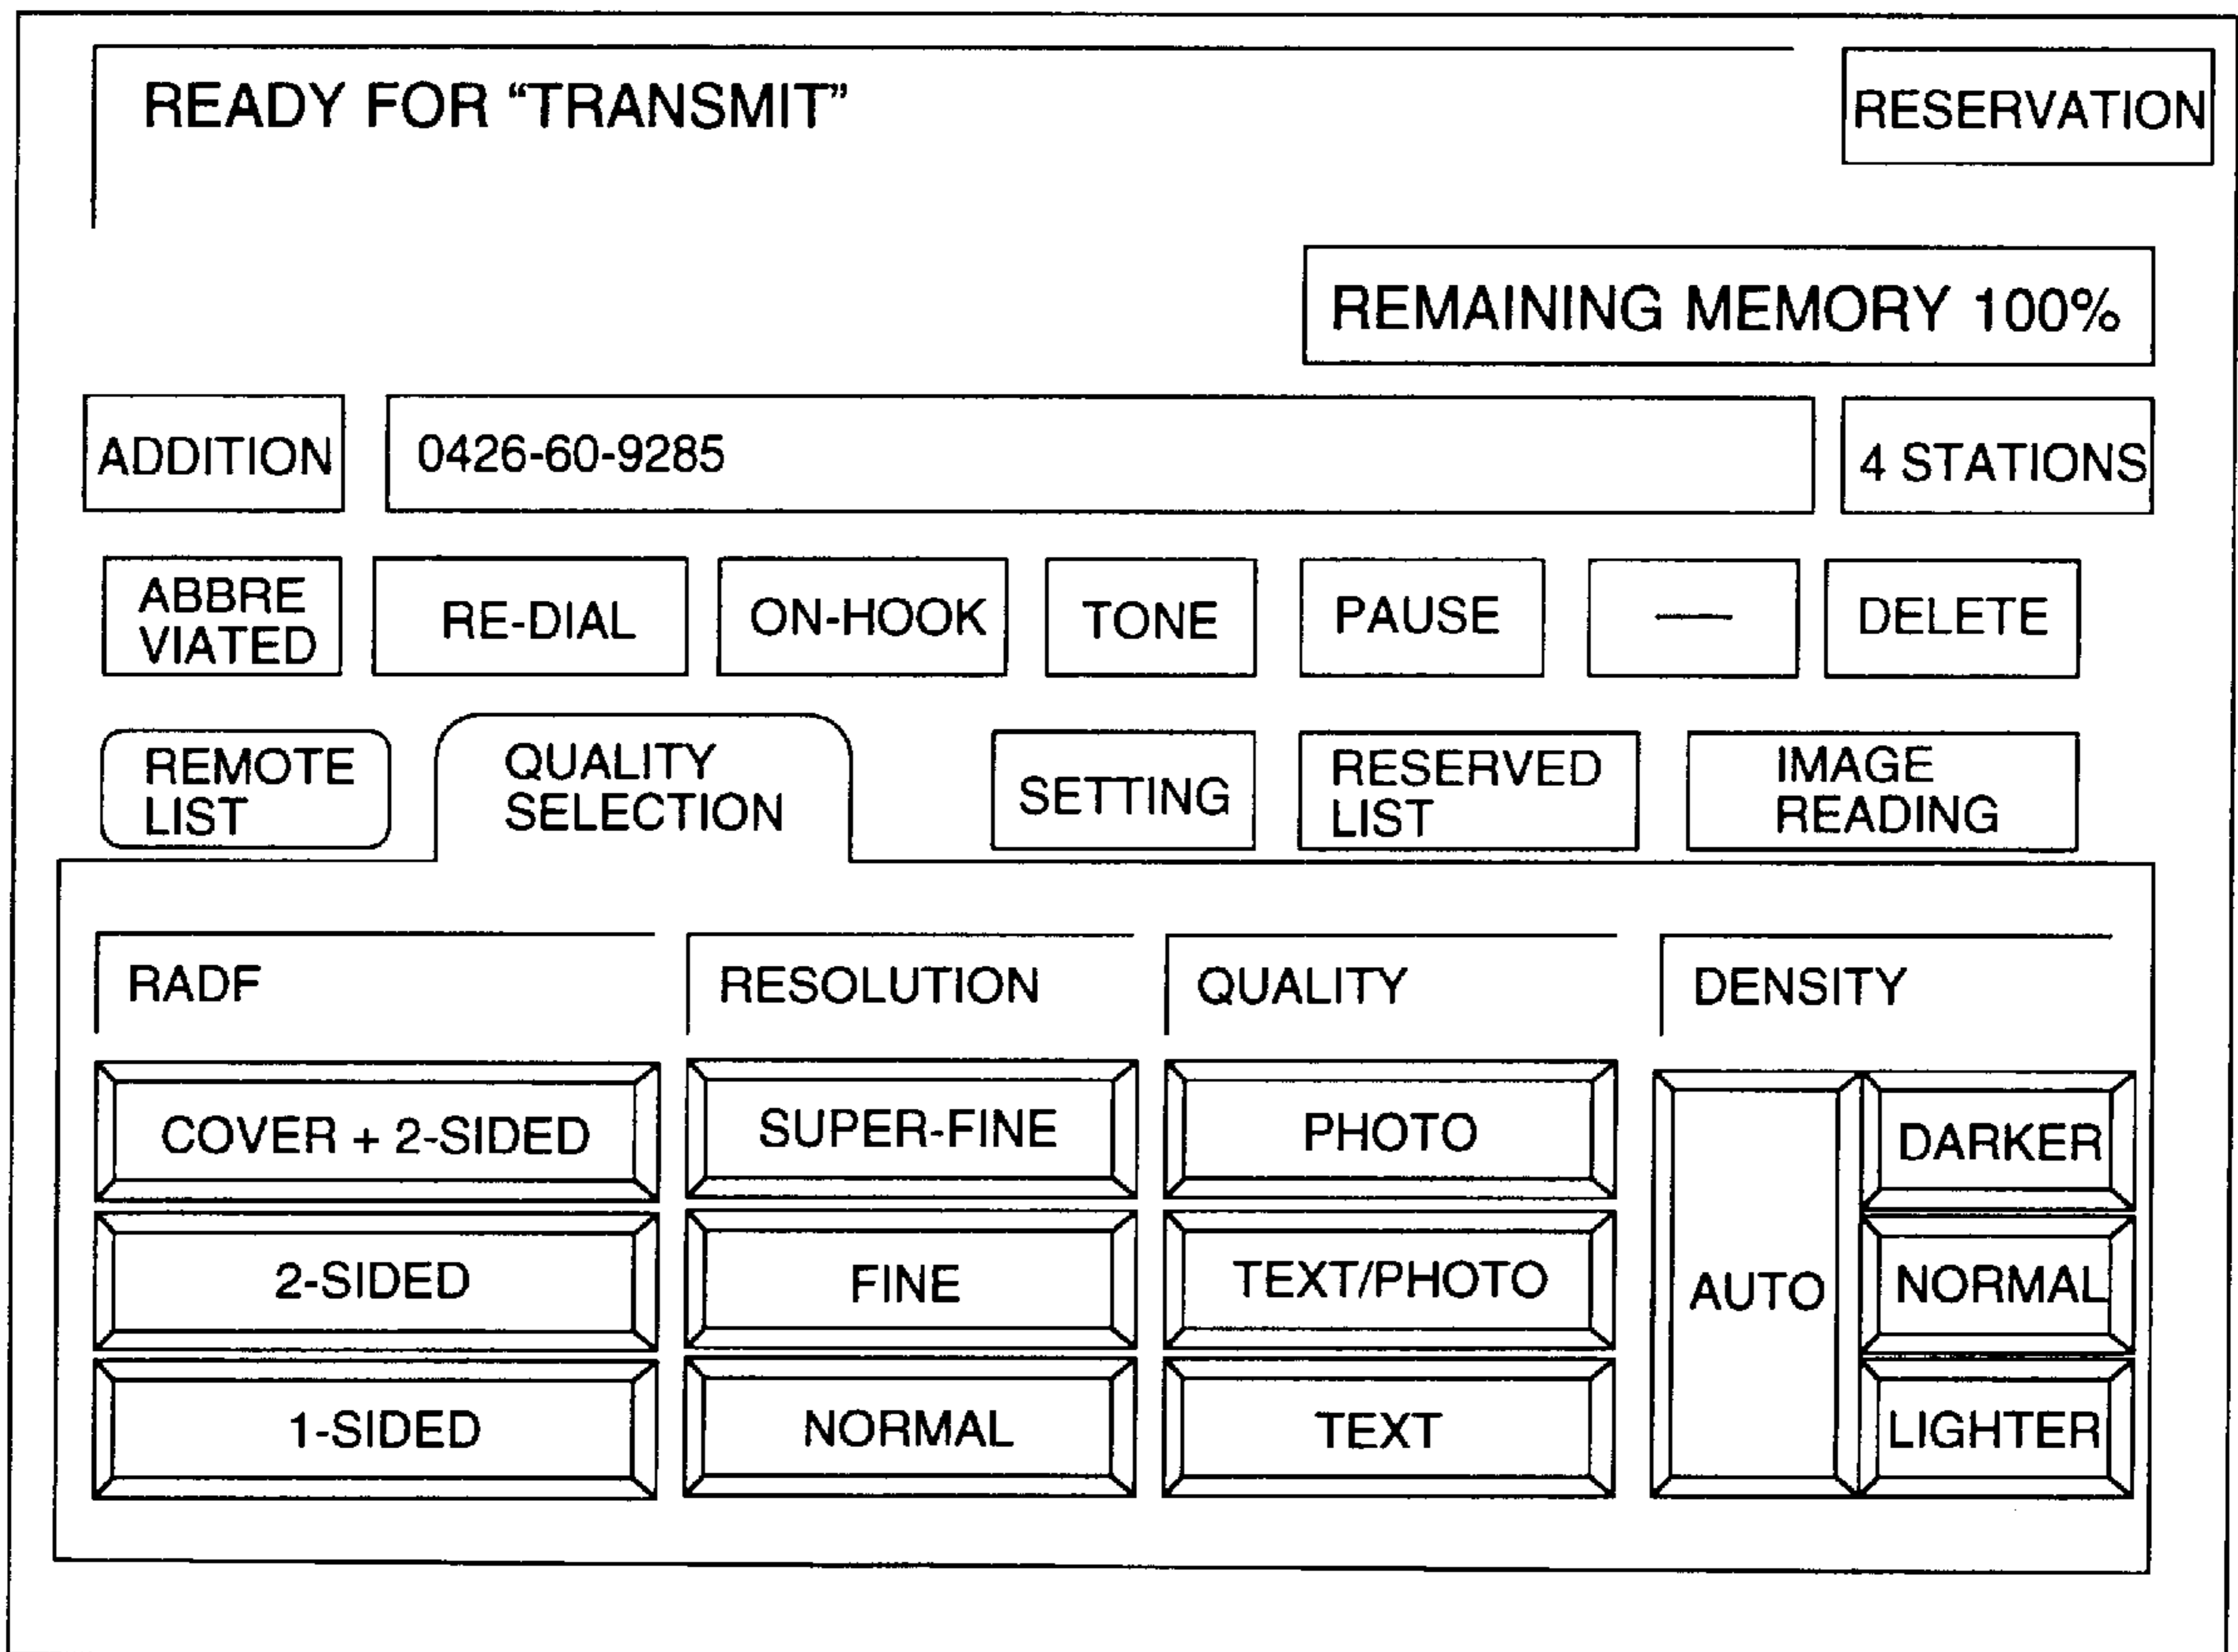 READY FOR “TRANSMIT”
RESERVATION
REMAINING MEMORY 100%
ADDITION
0426-60-9285
4 STATIONS
ABBRE
VIATED
RE-DIAL
ON-HOOK
TONE
PAUSE
—
DELETE
REMOTE
LIST
QUALITY
SELECTION
SETTING
RESERVED
LIST
IMAGE
READING
RADF
RESOLUTION
QUALITY
DENSITY
COVER + 2-SIDED
SUPER-FINE
PHOTO
DARKER
2-SIDED
FINE
TEXT/PHOTO
AUTO
NORMAL
1-SIDED
NORMAL
TEXT
LIGHTER